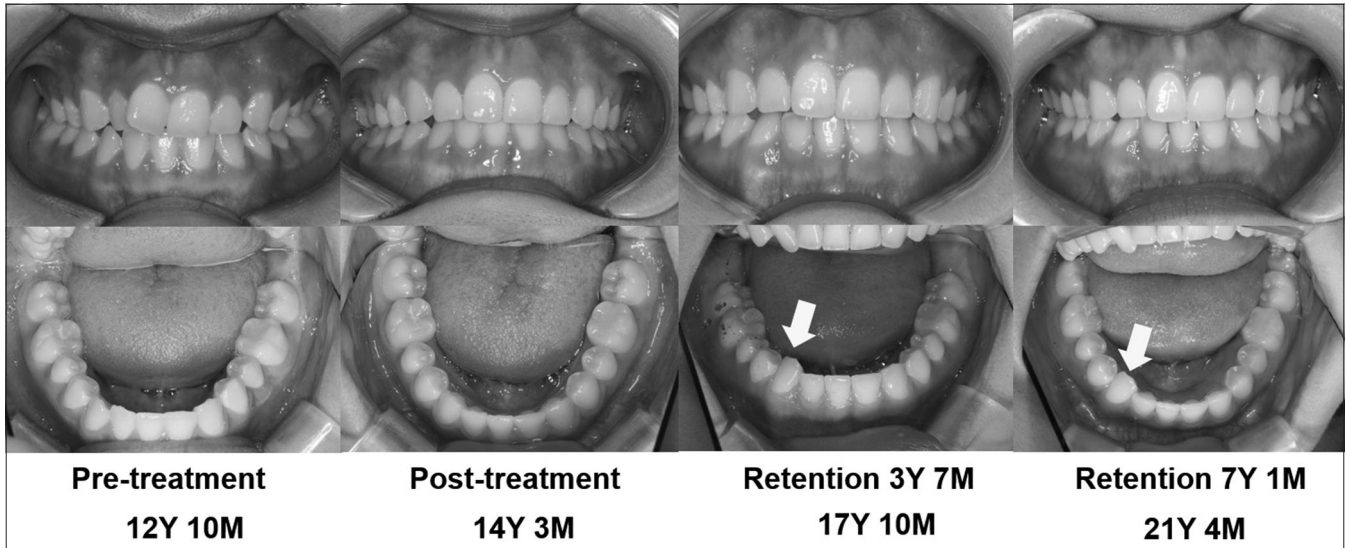 Pre-treatment
12Y 10M
Post-treatment
14Y 3M
Retention 3Y 7M
17Y 10M
Retention 7Y 1M
21Y 4M